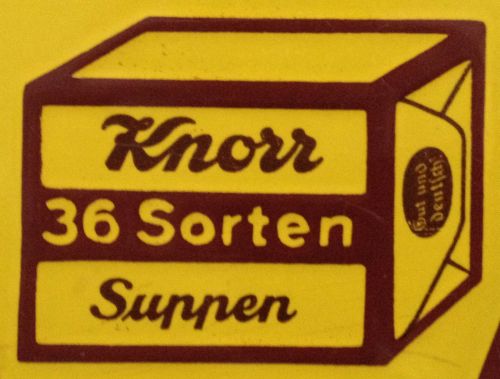 Knorr
36 Sorten
Suppen
Gut und
deutsch!